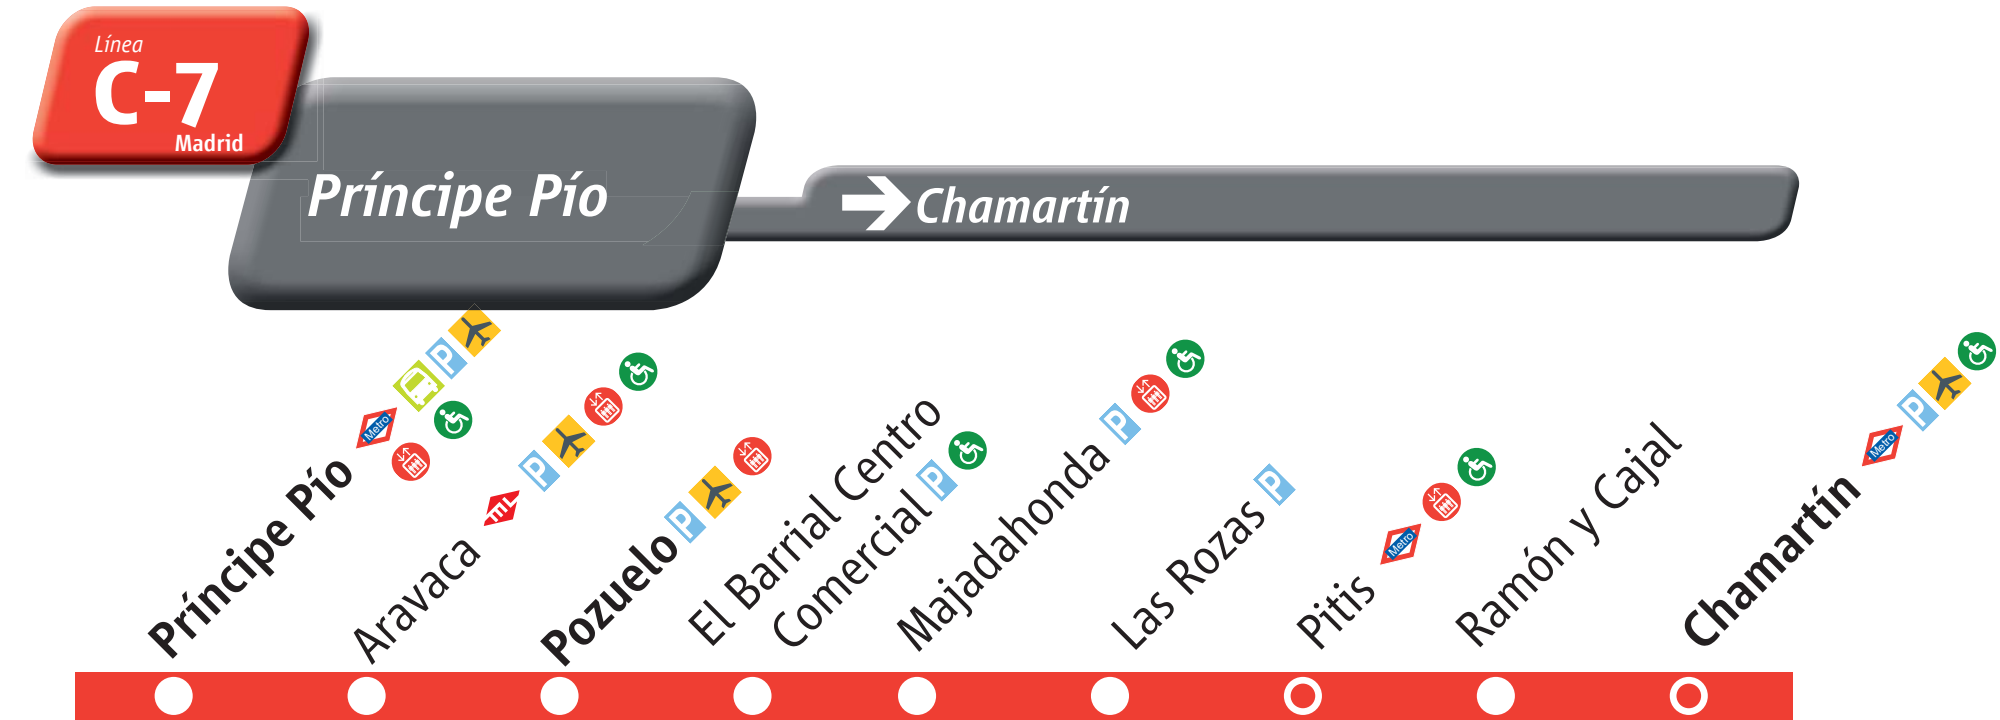 Línea
C-7
Madrid
Príncipe Pío
Chamartín
Príncipe Pío
Metro
P
Aravaca
mL
P
Pozuelo
P
El Barrial Centro
Comercial
P
Majadahonda
P
Las Rozas
P
Pitis
Metro
Ramón y Cajal
Chamartín
Metro
P